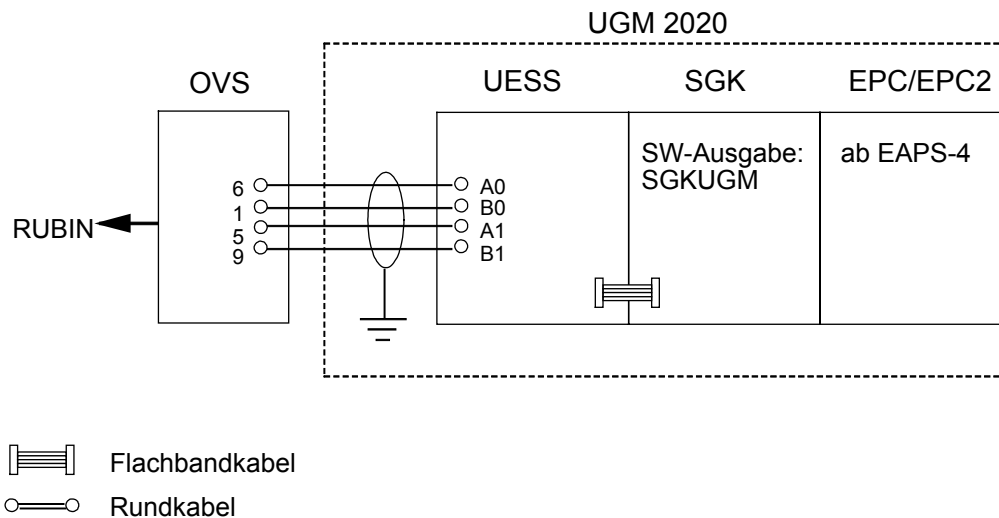 UGM 2020
OVS
UESS
SGK
EPC/EPC2
SW-Ausgabe:
SGKUGM
ab EAPS-4
6
1
5
9
A0
B0
A1
B1
RUBIN
Flachbandkabel
Rundkabel